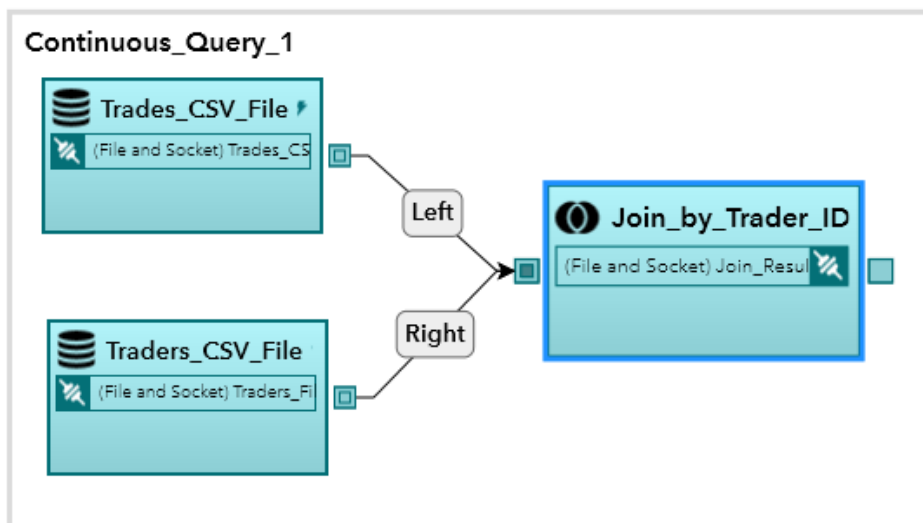 Continuous_Query_1
Trades_CSV_File
(File and Socket) Trades_CS
Left
Join_by_Trader_ID
(File and Socket) Join_Resul
Right
Traders_CSV_File
(File and Socket) Traders_Fi